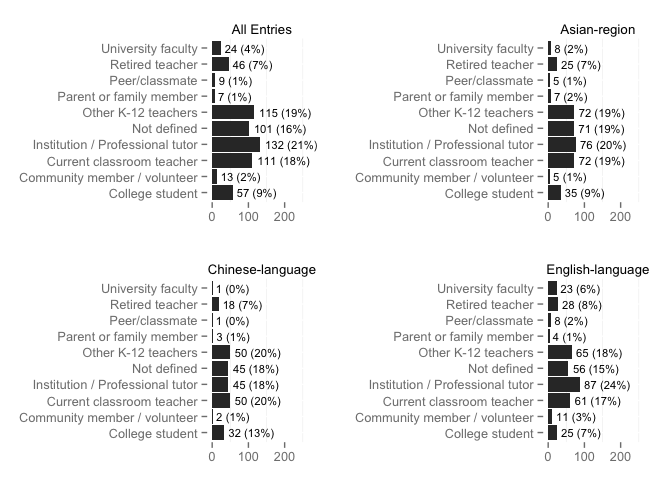 All Entries
University faculty 24 (4%)
Retired teacher 46 (7%)
Peer/classmate 9 (1%)
Parent or family member 7 (1%)
Other K-12 teachers 115 (19%)
Not defined 101 (16%)
Institution / Professional tutor 132 (21%)
Current classroom teacher 111 (18%)
Community member / volunteer 13 (2%)
College student 57 (9%)
0 100 200
Asian-region
University faculty 8 (2%)
Retired teacher 25 (7%)
Peer/classmate 5 (1%)
Parent or family member 7 (2%)
Other K-12 teachers 72 (19%)
Not defined 71 (19%)
Institution / Professional tutor 76 (20%)
Current classroom teacher 72 (19%)
Community member / volunteer 5 (1%)
College student 35 (9%)
0 100 200
Chinese-language
University faculty 1 (0%)
Retired teacher 18 (7%)
Peer/classmate 1 (0%)
Parent or family member 3 (1%)
Other K-12 teachers 50 (20%)
Not defined 45 (18%)
Institution / Professional tutor 45 (18%)
Current classroom teacher 50 (20%)
Community member / volunteer 2 (1%)
College student 32 (13%)
0 100 200
English-language
University faculty 23 (6%)
Retired teacher 28 (8%)
Peer/classmate 8 (2%)
Parent or family member 4 (1%)
Other K-12 teachers 65 (18%)
Not defined 56 (15%)
Institution / Professional tutor 87 (24%)
Current classroom teacher 61 (17%)
Community member / volunteer 11 (3%)
College student 25 (7%)
0 100 200